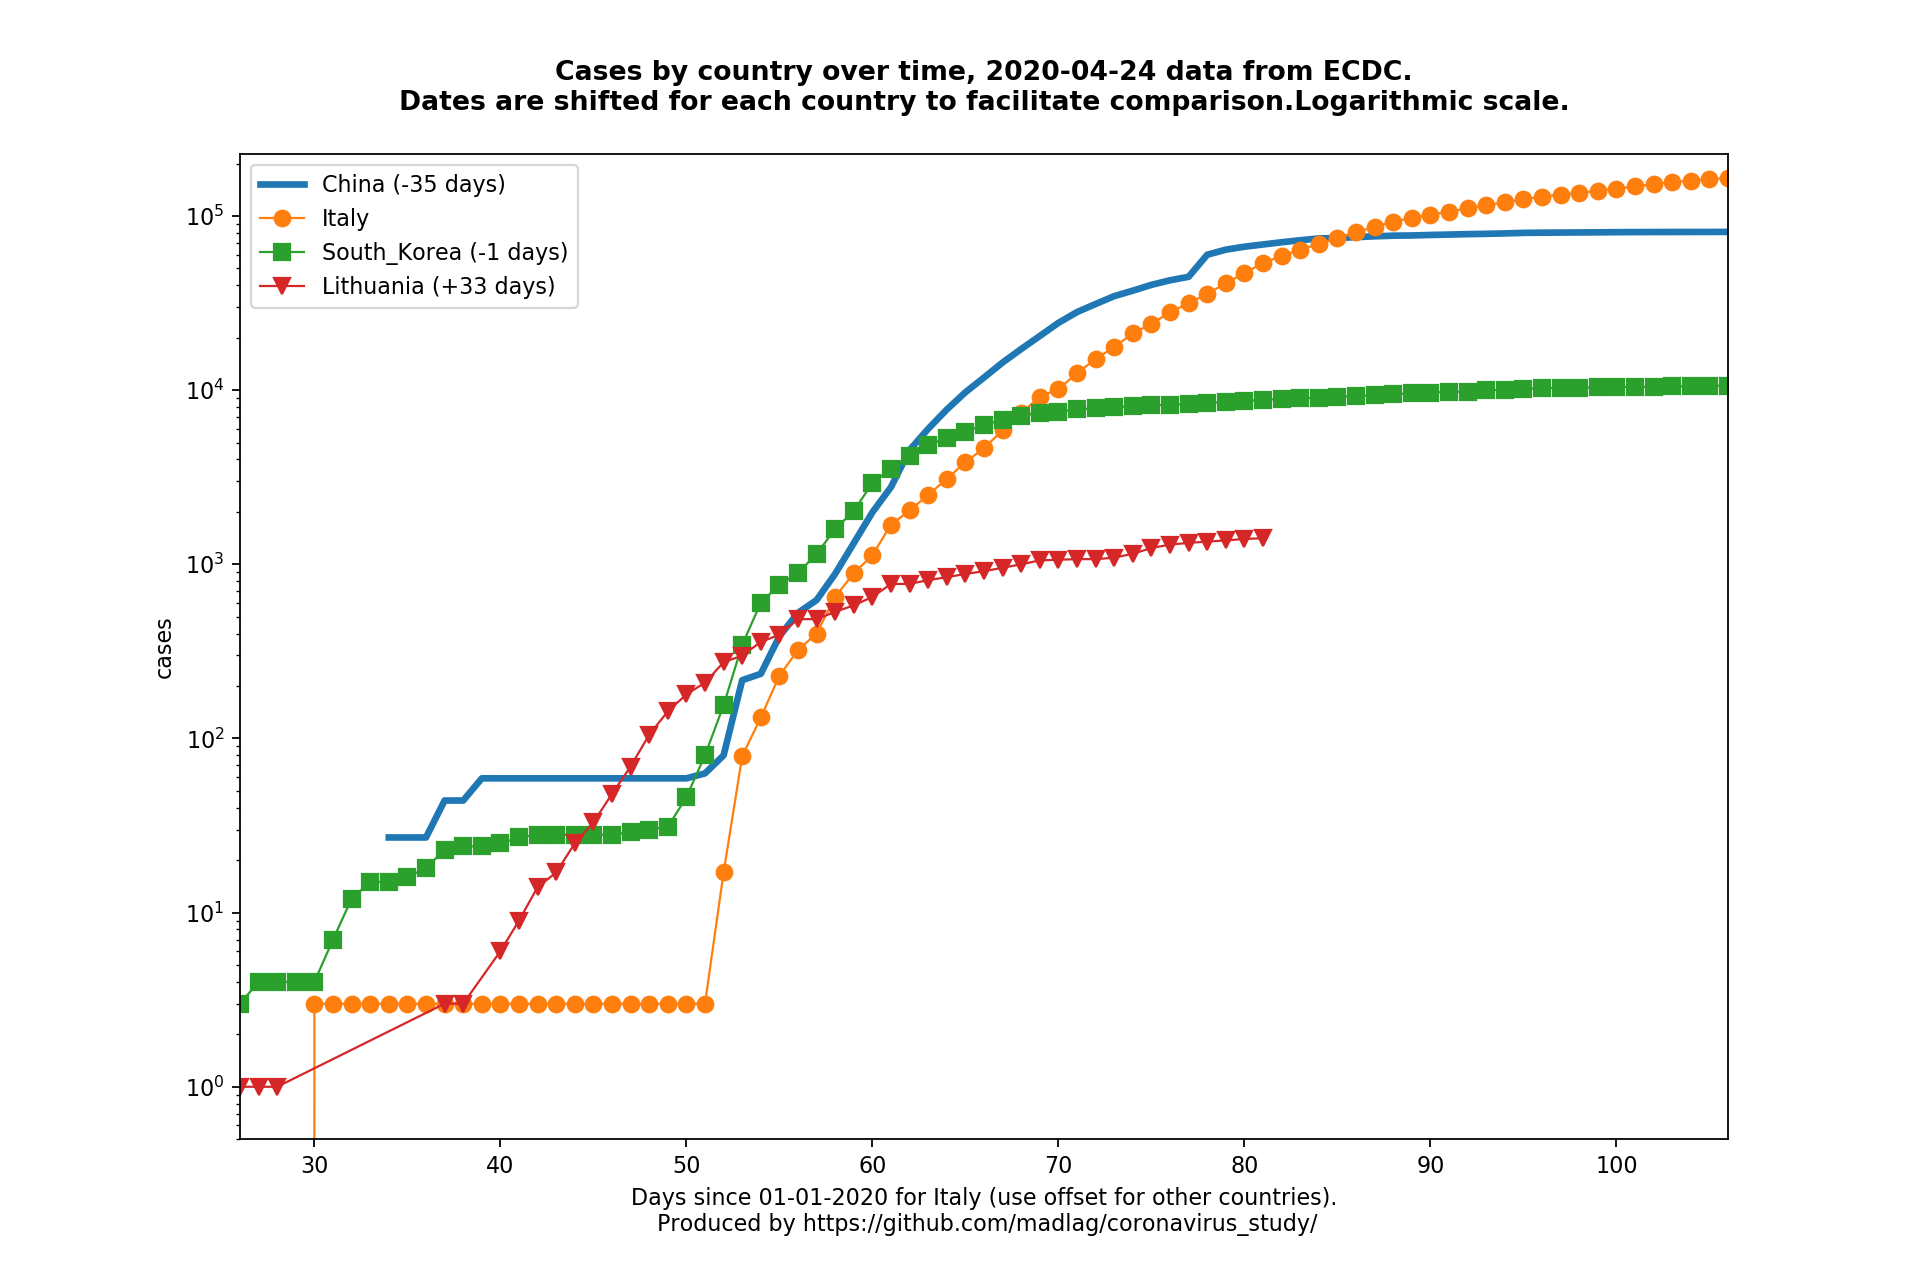 Cases by country over time, 2020-04-24 data from ECDC.
Dates are shifted for each country to facilitate comparison.Logarithmic scale.
China (-35 days)
Italy
South_Korea (-1 days)
Lithuania (+33 days)
10^5
10^4
10^3
10^2
10^1
10^0
cases
30 40 50 60 70 80 90 100
Days since 01-01-2020 for Italy (use offset for other countries).
Produced by https://github.com/madlag/coronavirus_study/